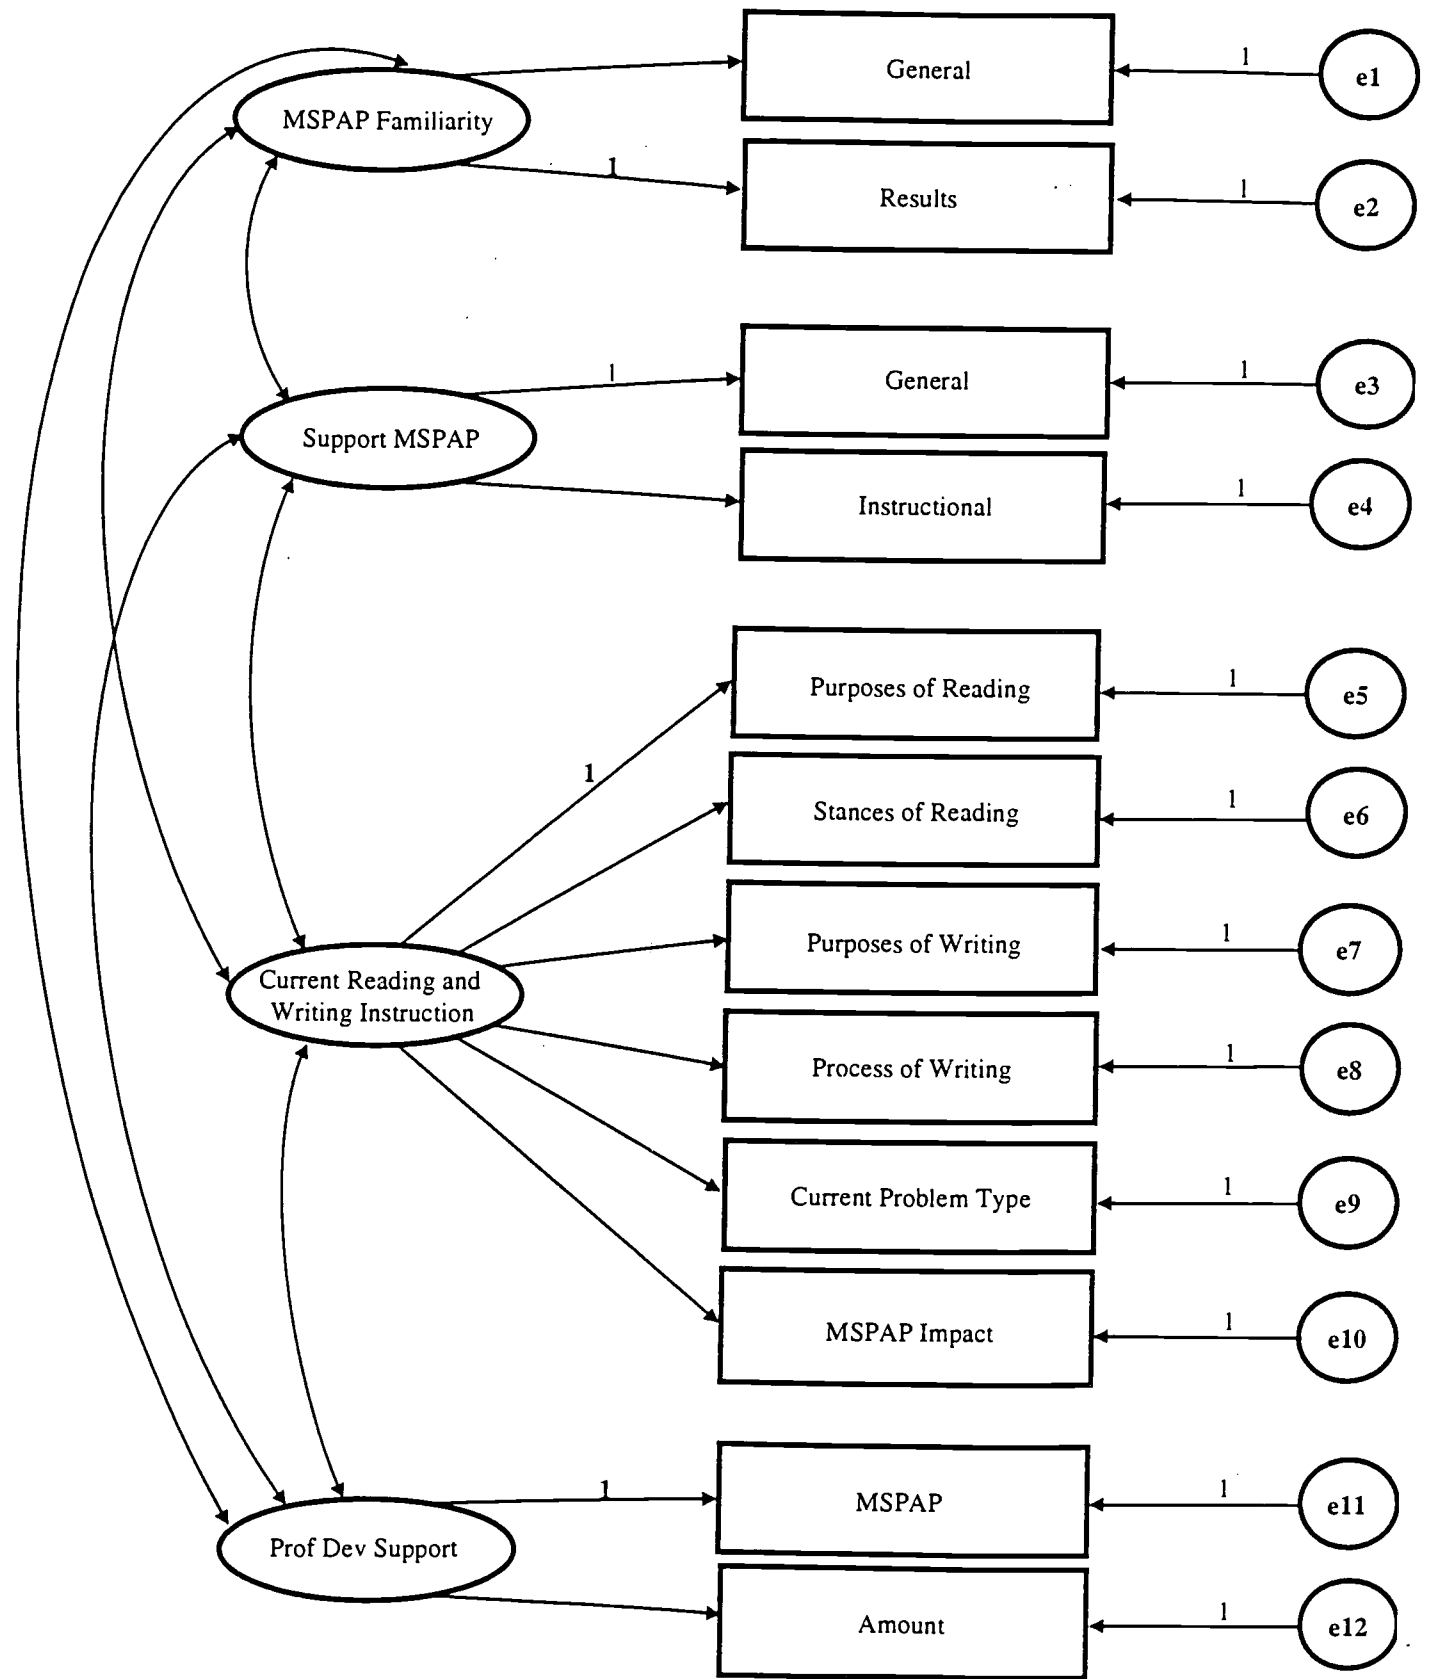 General
1
e1
MSPAP Familiarity
1
Results
1
e2
1
General
1
e3
Support MSPAP
Instructional
1
e4
Purposes of Reading
1
e5
1
Stances of Reading
1
e6
Purposes of Writing
1
e7
Current Reading and
Writing Instruction
Process of Writing
1
e8
Current Problem Type
1
e9
MSPAP Impact
1
e10
1
MSPAP
1
e11
Prof Dev Support
Amount
1
e12